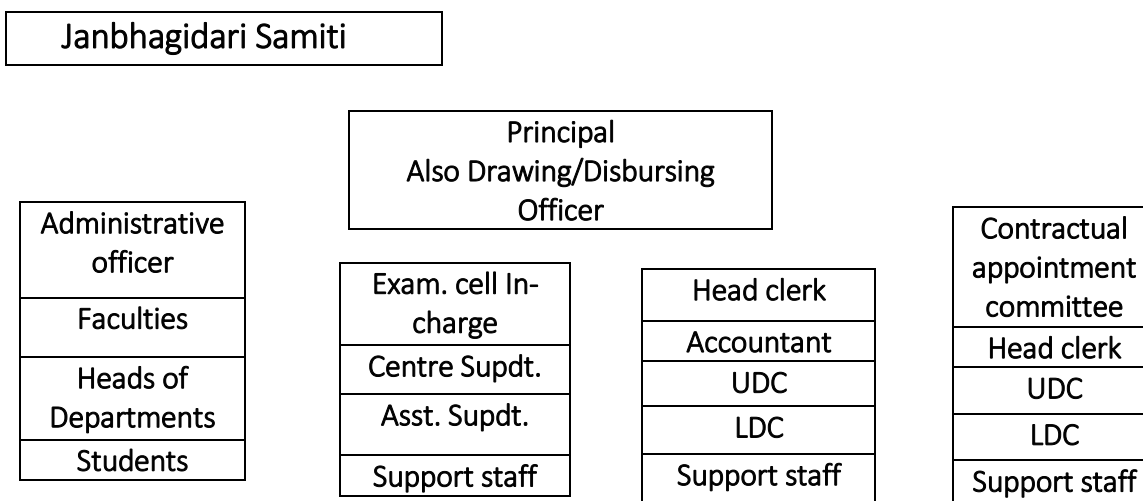 Janbhagidari Samiti
Principal
Also Drawing/Disbursing
Officer
Administrative
officer
Faculties
Heads of
Departments
Students
Exam. cell In-
charge
Centre Supdt.
Asst. Supdt.
Support staff
Head clerk
Accountant
UDC
LDC
Support staff
Contractual
appointment
committee
Head clerk
UDC
LDC
Support staff